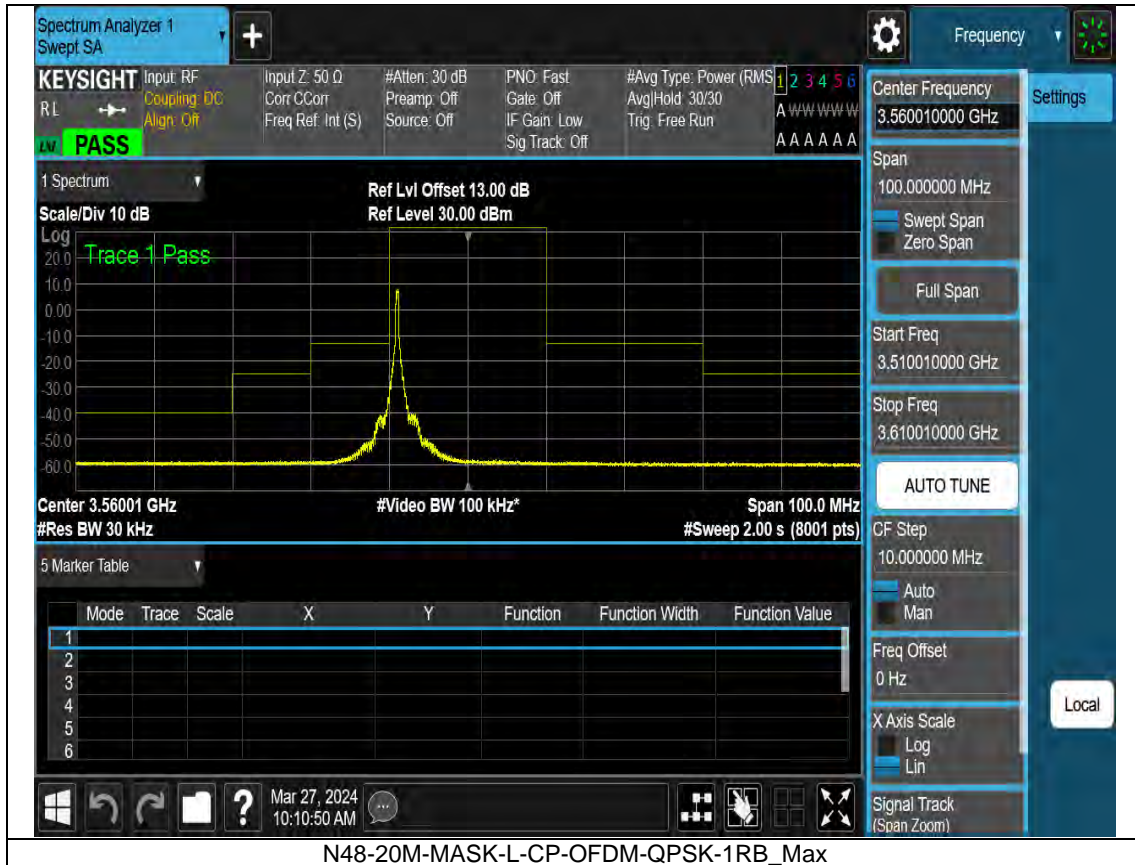 Spectrum Analyzer 1
Swept SA
+
Frequency
KEYSIGHT
Input: RF
Coupling: DC
Align: Off
Input Z: 50 Ω
Corr CCorr
Freq Ref: Int (S)
#Atten: 30 dB
Preamp: Off
Source: Off
PNO: Fast
Gate: Off
IF Gain: Low
Sig Track: Off
#Avg Type: Power (RMS
Avg|Hold: 30/30
Trig: Free Run
1 2 3 4 5 6
A W W W W W
A A A A A A
R L
PASS
1 Spectrum
Ref Lvl Offset 13.00 dB
Scale/Div 10 dB
Ref Level 30.00 dBm
Log
Trace 1 Pass
20.0
10.0
0.00
-10.0
-20.0
-30.0
-40.0
-50.0
-60.0
Center 3.56001 GHz
#Video BW 100 kHz*
Span 100.0 MHz
#Res BW 30 kHz
#Sweep 2.00 s (8001 pts)
5 Marker Table
Mode Trace Scale X Y Function Function Width Function Value
1
2
3
4
5
6
Center Frequency
3.560010000 GHz
Settings
Span
100.000000 MHz
Swept Span
Zero Span
Full Span
Start Freq
3.510010000 GHz
Stop Freq
3.610010000 GHz
AUTO TUNE
CF Step
10.000000 MHz
Auto
Man
Freq Offset
0 Hz
Local
X Axis Scale
Log
Lin
Signal Track
(Span Zoom)
?
Mar 27, 2024
10:10:50 AM
N48-20M-MASK-L-CP-OFDM-QPSK-1RB_Max